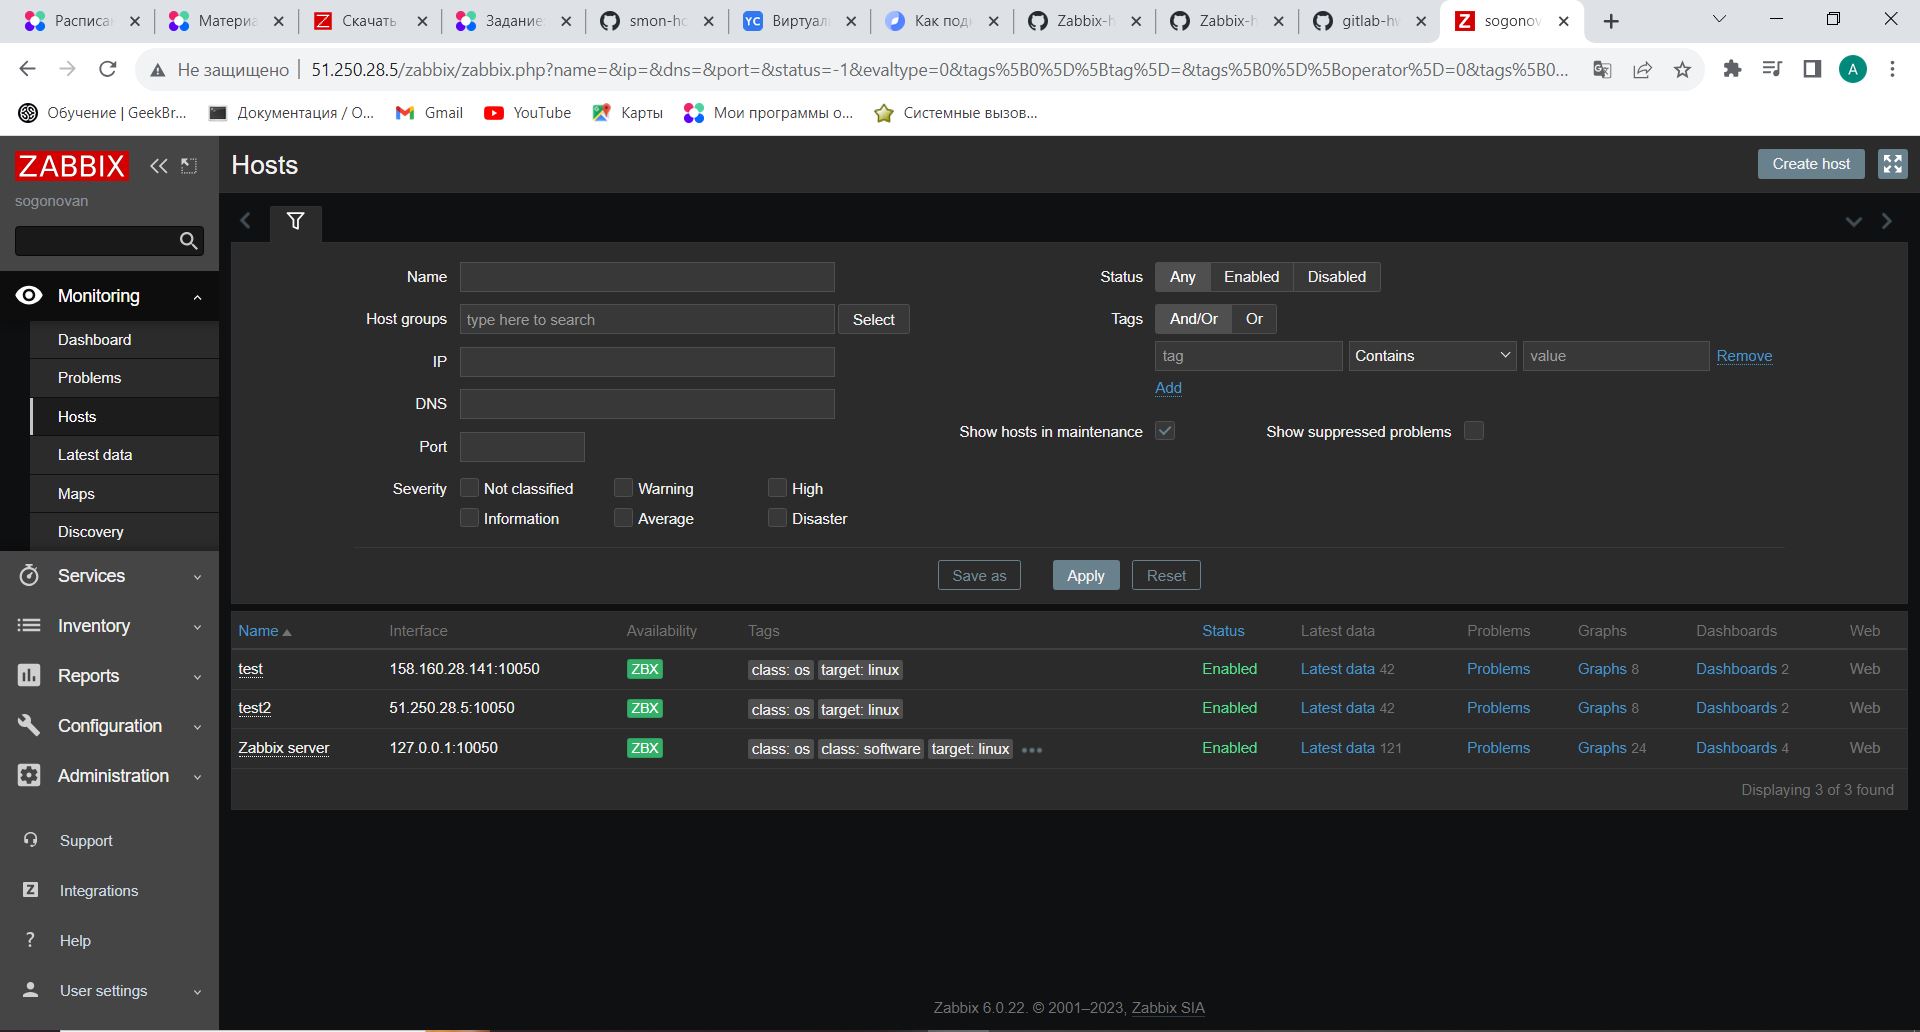 Расписан
Материа
Скачать
Задание
smon-ho
Виртуал
Как под
Zabbix-h
Zabbix-h
gitlab-hw
sogonov
Не защищено
51.250.28.5/zabbix/zabbix.php?name=&ip=&dns=&port=&status=-1&evaltype=0&tags%5B0%5D%5Btag%5D=&tags%5B0%5D%5Boperator%5D=0&tags%5B0...
A
Обучение | GeekBr...
Документация / О...
Gmail
YouTube
Карты
Мои программы о...
Системные вызов...
ZABBIX
Hosts
Create host
sogonovan
Monitoring
Dashboard
Problems
Hosts
Latest data
Maps
Discovery
Services
Inventory
Reports
Configuration
Administration
Support
Integrations
Help
User settings
Name
Host groups type here to search Select
IP
DNS
Port
Severity Not classified Warning High
Information Average Disaster
Status Any Enabled Disabled
Tags And/Or Or
tag Contains value Remove
Add
Show hosts in maintenance Show suppressed problems
Save as Apply Reset
Name Interface Availability Tags Status Latest data Problems Graphs Dashboards Web
test 158.160.28.141:10050 ZBX class: os target: linux Enabled Latest data 42 Problems Graphs 8 Dashboards 2 Web
test2 51.250.28.5:10050 ZBX class: os target: linux Enabled Latest data 42 Problems Graphs 8 Dashboards 2 Web
Zabbix server 127.0.0.1:10050 ZBX class: os class: software target: linux ••• Enabled Latest data 121 Problems Graphs 24 Dashboards 4 Web
Displaying 3 of 3 found
Zabbix 6.0.22. © 2001–2023, Zabbix SIA